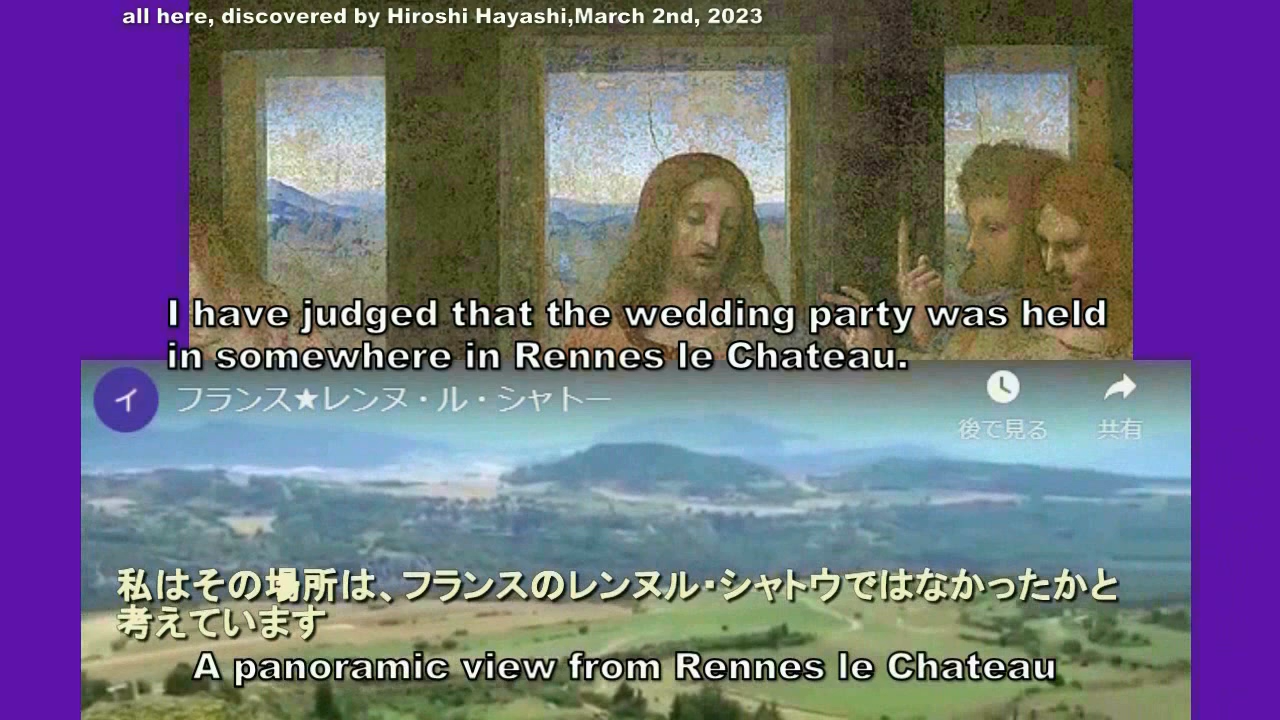 all here, discovered by Hiroshi Hayashi,March 2nd, 2023
I have judged that the wedding party was held
in somewhere in Rennes le Chateau.
イ
フランス★レンヌ・ル・シャトー
後で見る
共有
私はその場所は、フランスのレンヌル・シャトウではなかったかと
考えています
A panoramic view from Rennes le Chateau